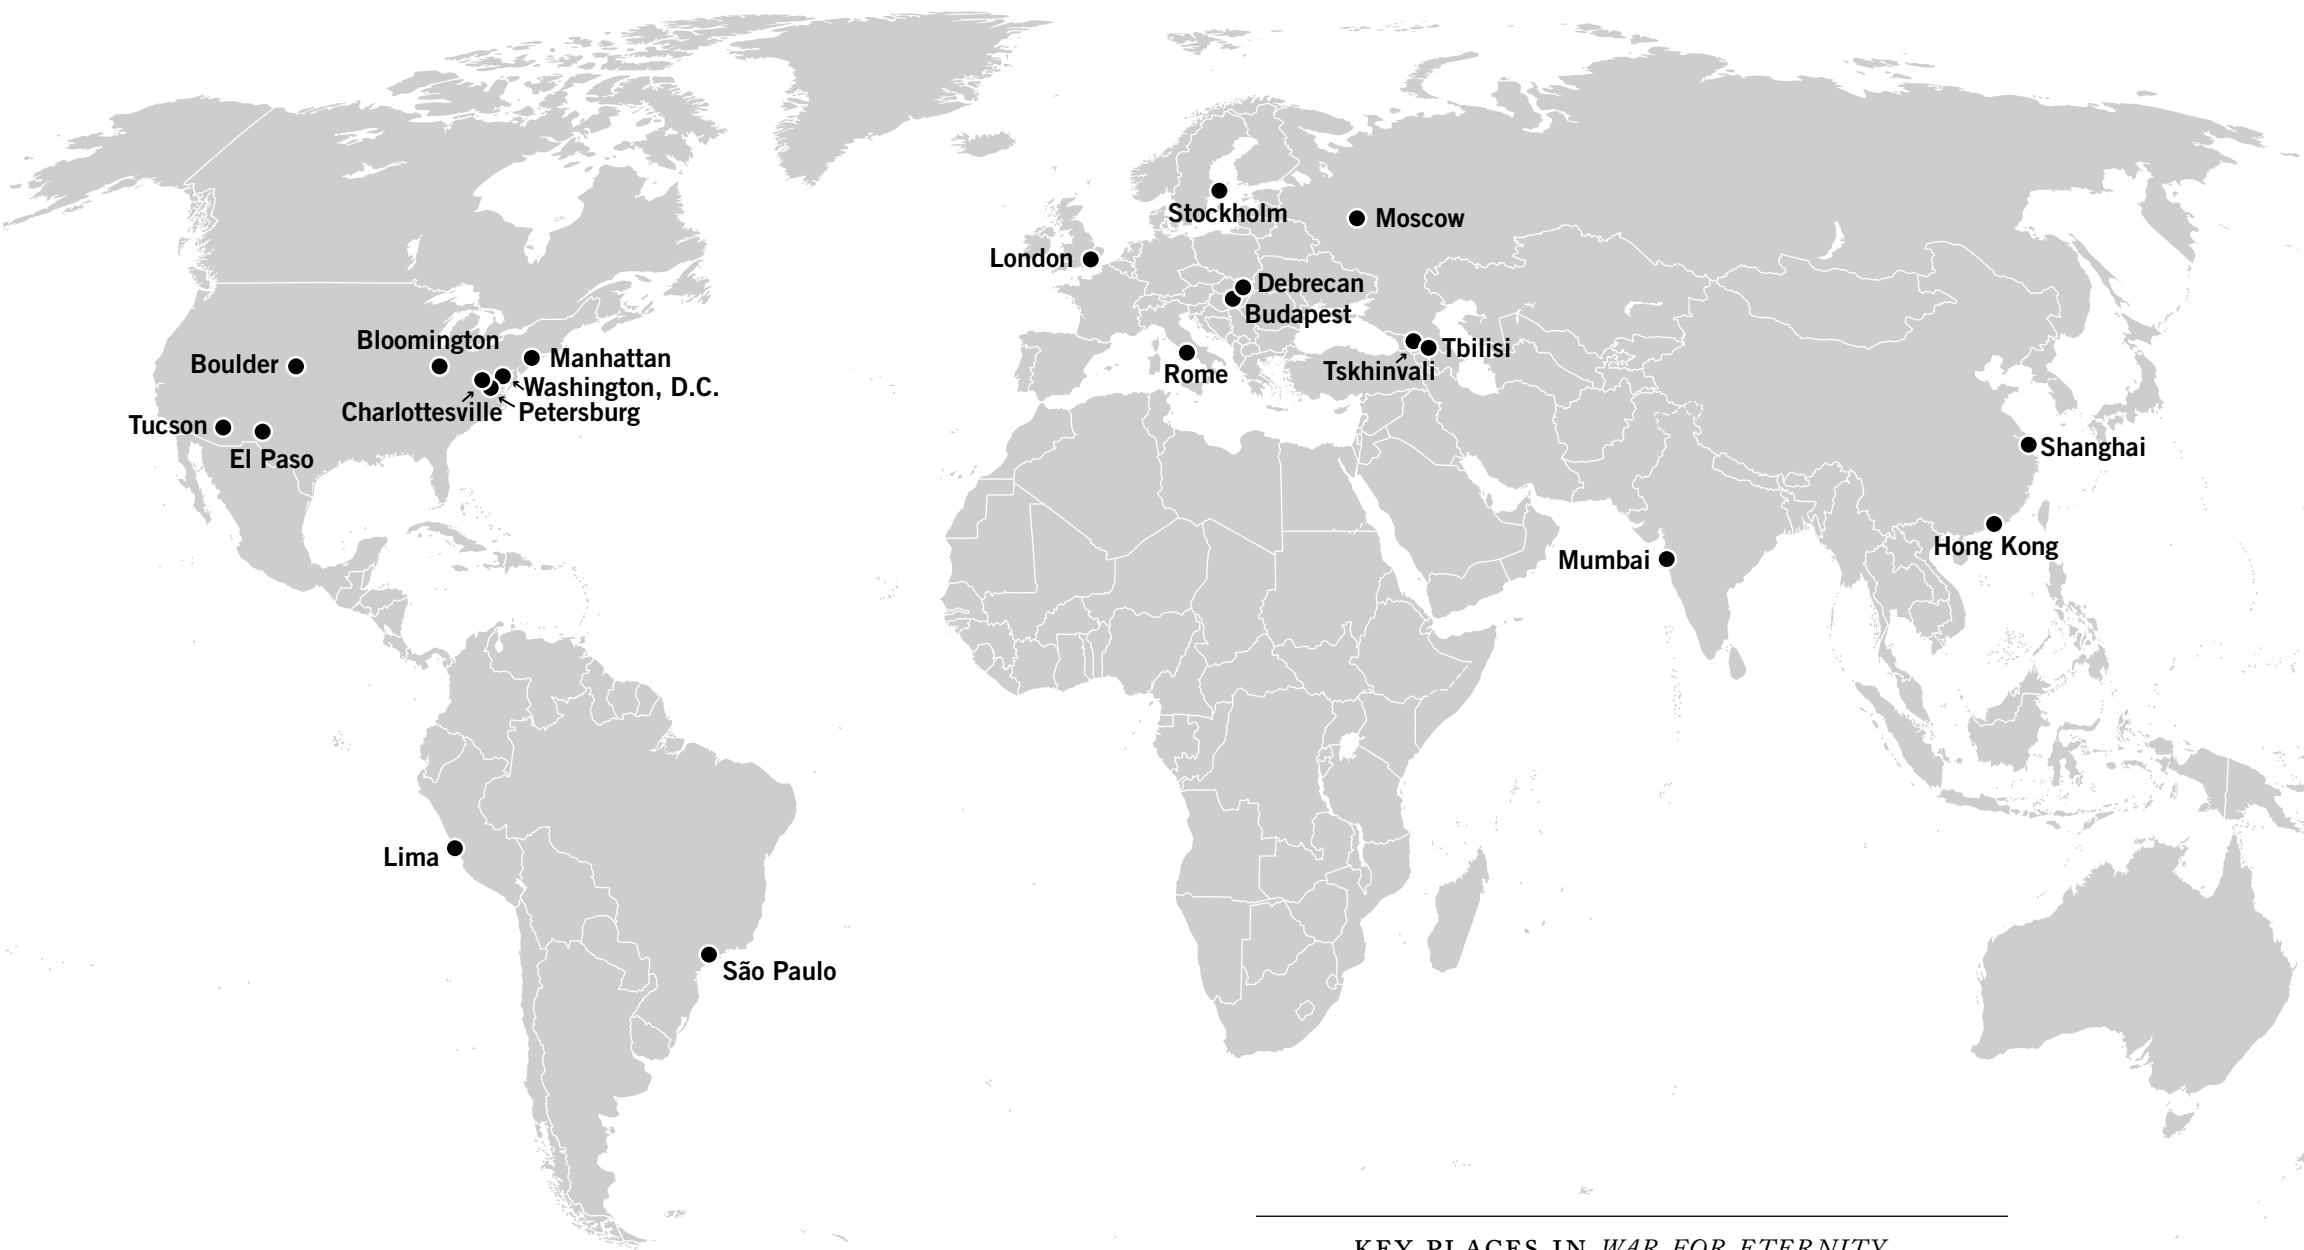 Stockholm
Moscow
London
Debrecan
Budapest
Bloomington
Manhattan
Boulder
Tbilisi
Tskhinvali
Rome
Washington, D.C.
Charlottesville
Petersburg
Tucson
El Paso
Shanghai
Hong Kong
Mumbai
Lima
São Paulo
KEY PLACES IN WAR FOR ETERNITY